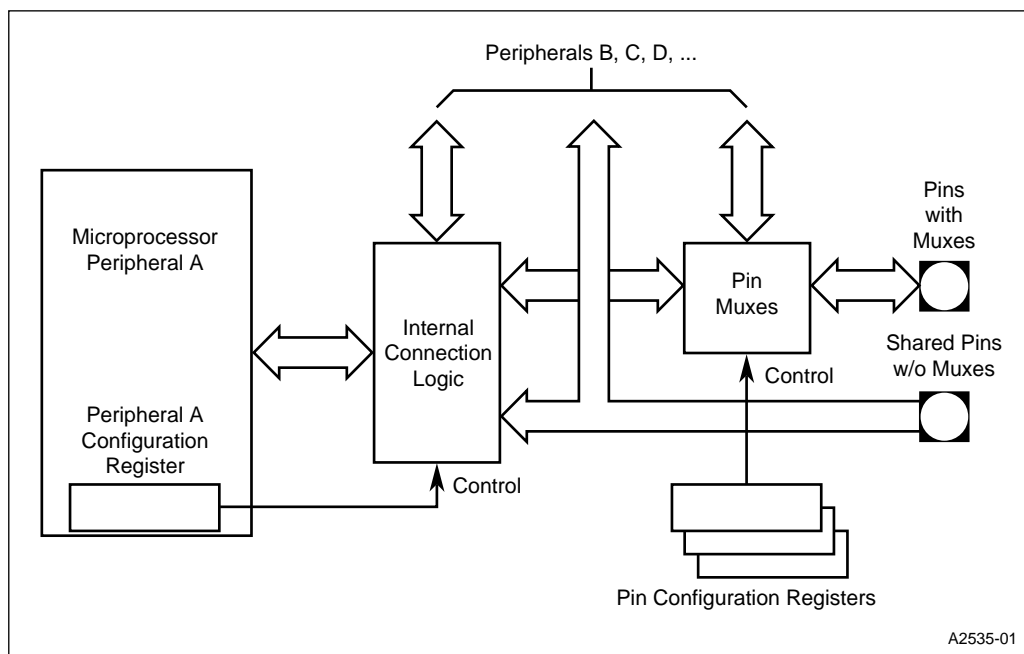 Peripherals B, C, D, ...
Microprocessor
Peripheral A
Pins
with
Muxes
Pin
Muxes
Internal
Connection
Logic
Shared Pins
w/o Muxes
Control
Peripheral A
Configuration
Register
Control
Pin Configuration Registers
A2535-01